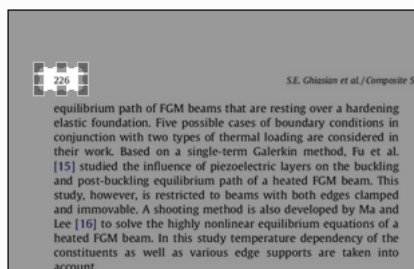 226
S.E. Ghiasian et al. / Composite S
equilibrium path of FGM beams that are resting over a hardening
elastic foundation. Five possible cases of boundary conditions in
conjunction with two types of thermal loading are considered in
their work. Based on a single-term Galerkin method, Fu et al.
[15] studied the influence of piezoelectric layers on the buckling
and post-buckling equilibrium path of a heated FGM beam. This
study, however, is restricted to beams with both edges clamped
and immovable. A shooting method is also developed by Ma and
Lee [16] to solve the highly nonlinear equilibrium equations of a
heated FGM beam. In this study temperature dependency of the
constituents as well as various edge supports are taken into
account.